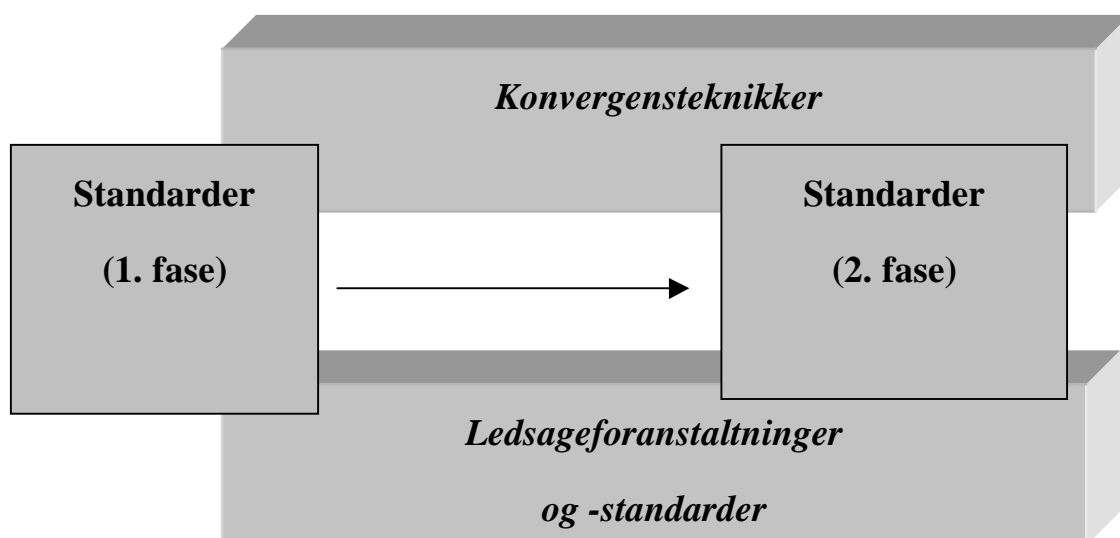 Konvergensteknikker
Standarder
(1. fase)
Standarder
(2. fase)
Ledsageforanstaltninger
og -standarder